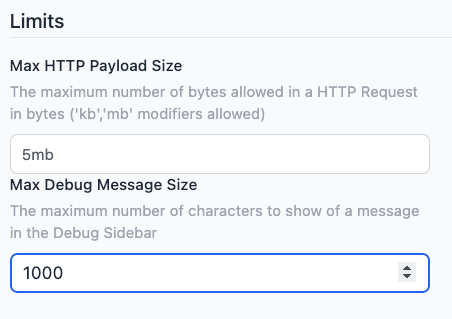 Limits
Max HTTP Payload Size
The maximum number of bytes allowed in a HTTP Request
in bytes ('kb','mb' modifiers allowed)
5mb
Max Debug Message Size
The maximum number of characters to show of a message
in the Debug Sidebar
1000